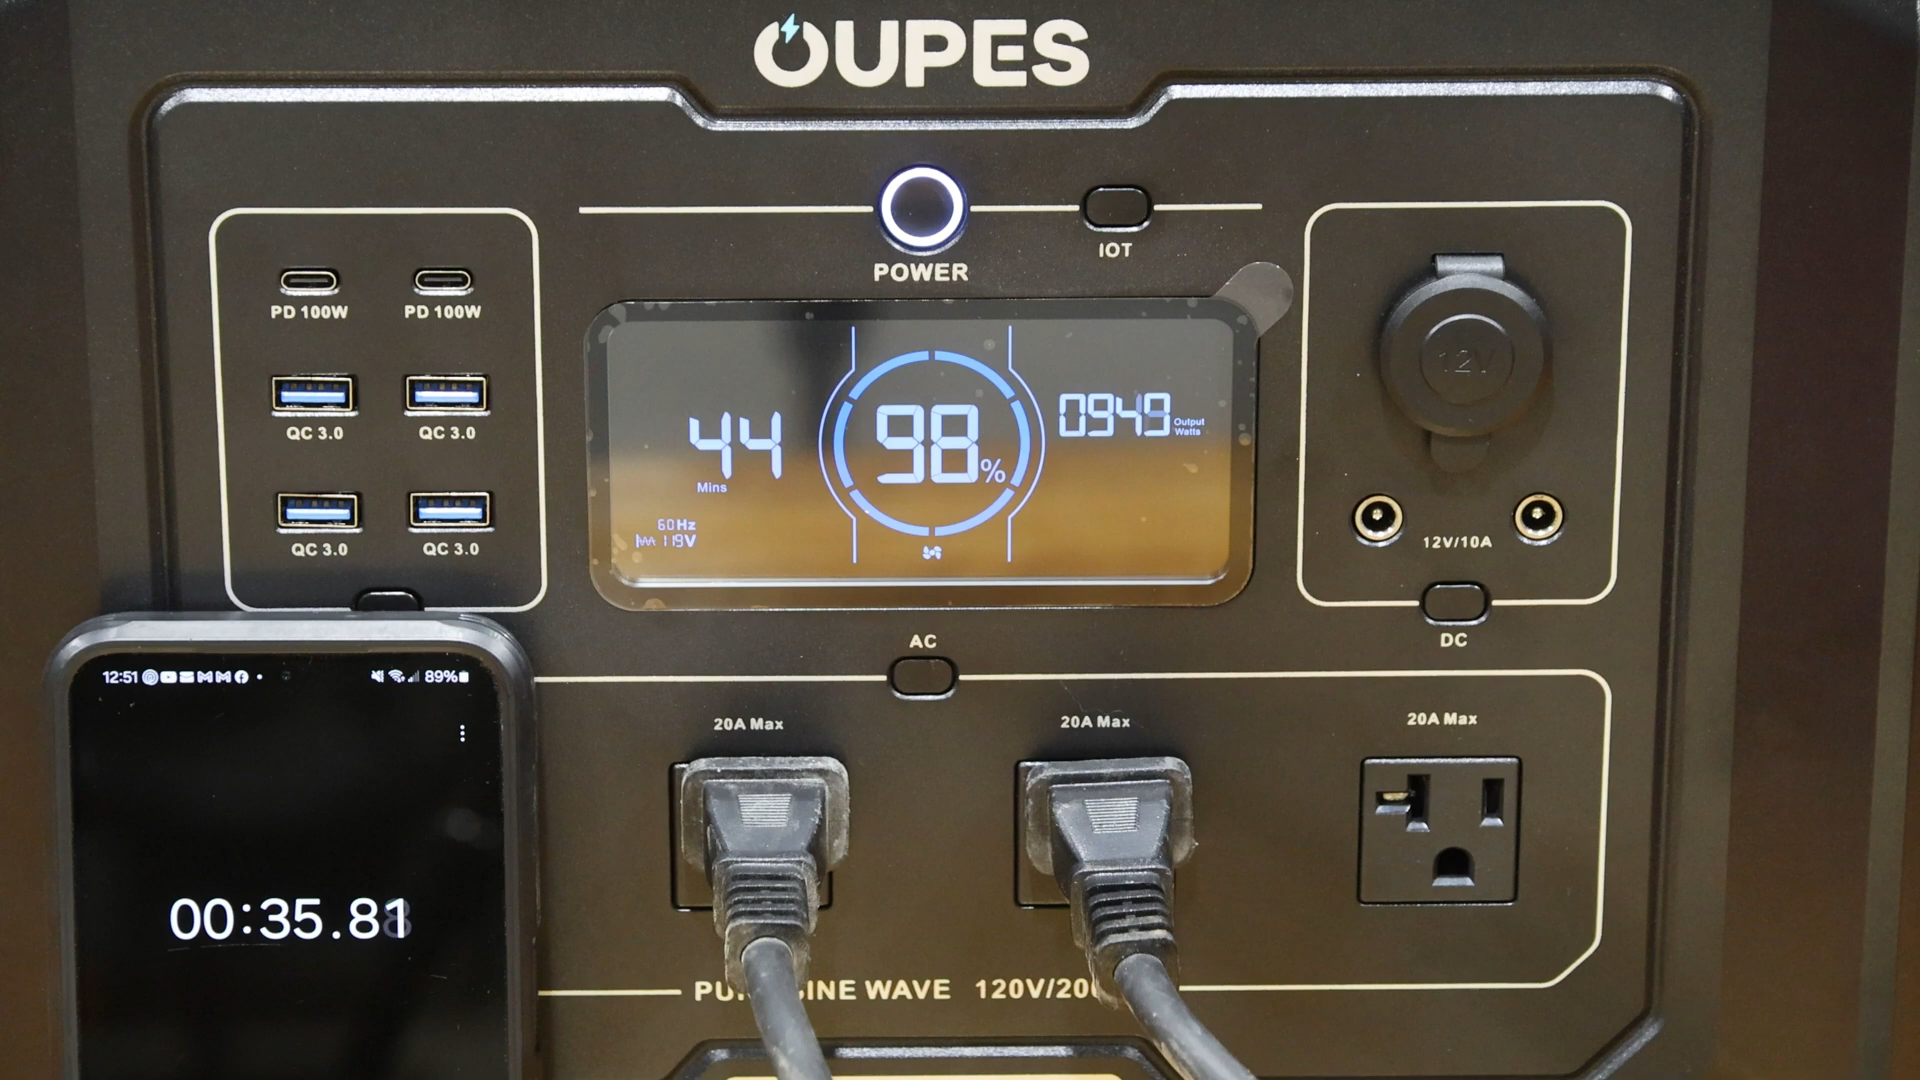 OUPES
POWER
IOT
PD 100W
PD 100W
QC 3.0
QC 3.0
QC 3.0
QC 3.0
44
Mins
98%
0949
Output
Watts
60Hz
119V
12V
12V/10A
DC
AC
12:51
89%
00:35.81
20A Max
20A Max
20A Max
WAVE 120V